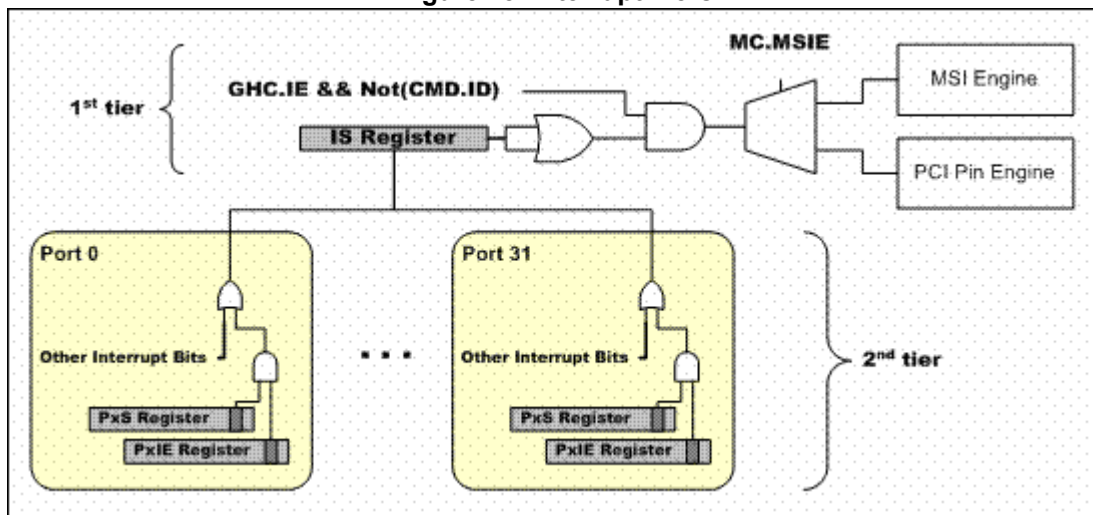 MC.MSIE
MSI Engine
1st tier
GHC.IE && Not(CMD.ID)
IS Register
PCI Pin Engine
Port 0
Other Interrupt Bits
PxS Register
PxIE Register
. . .
Port 31
Other Interrupt Bits
PxS Register
PxIE Register
2nd tier